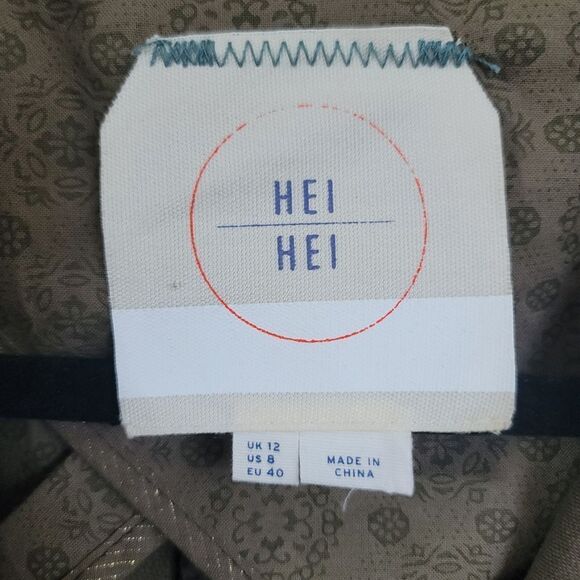 HEI
HEI
UK 12
US 8
EU 40
MADE IN
CHINA